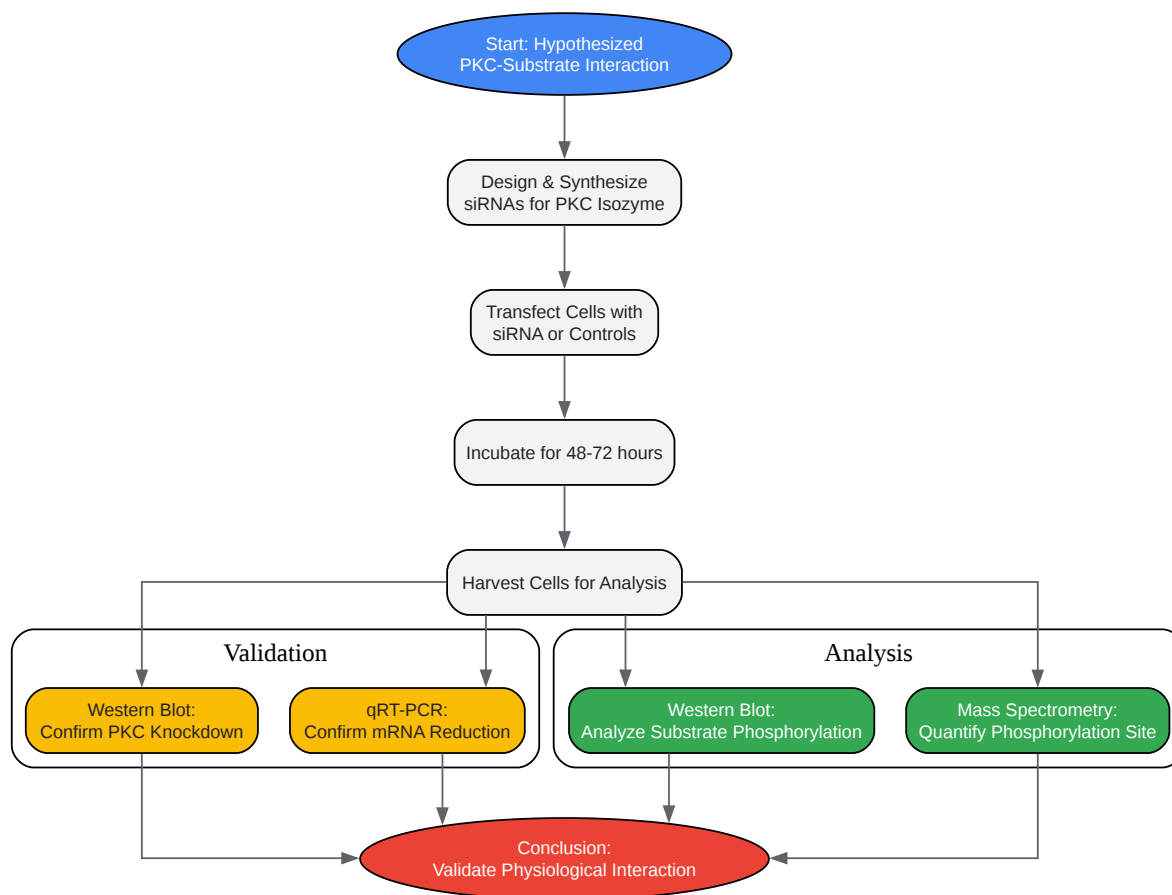 Start: Hypothesized
PKC-Substrate Interaction
Design & Synthesize
siRNAs for PKC Isozyme
Transfect Cells with
siRNA or Controls
Incubate for 48-72 hours
Harvest Cells for Analysis
Validation
Western Blot:
Confirm PKC Knockdown
qRT-PCR:
Confirm mRNA Reduction
Analysis
Western Blot:
Analyze Substrate Phosphorylation
Mass Spectrometry:
Quantify Phosphorylation Site
Conclusion:
Validate Physiological Interaction